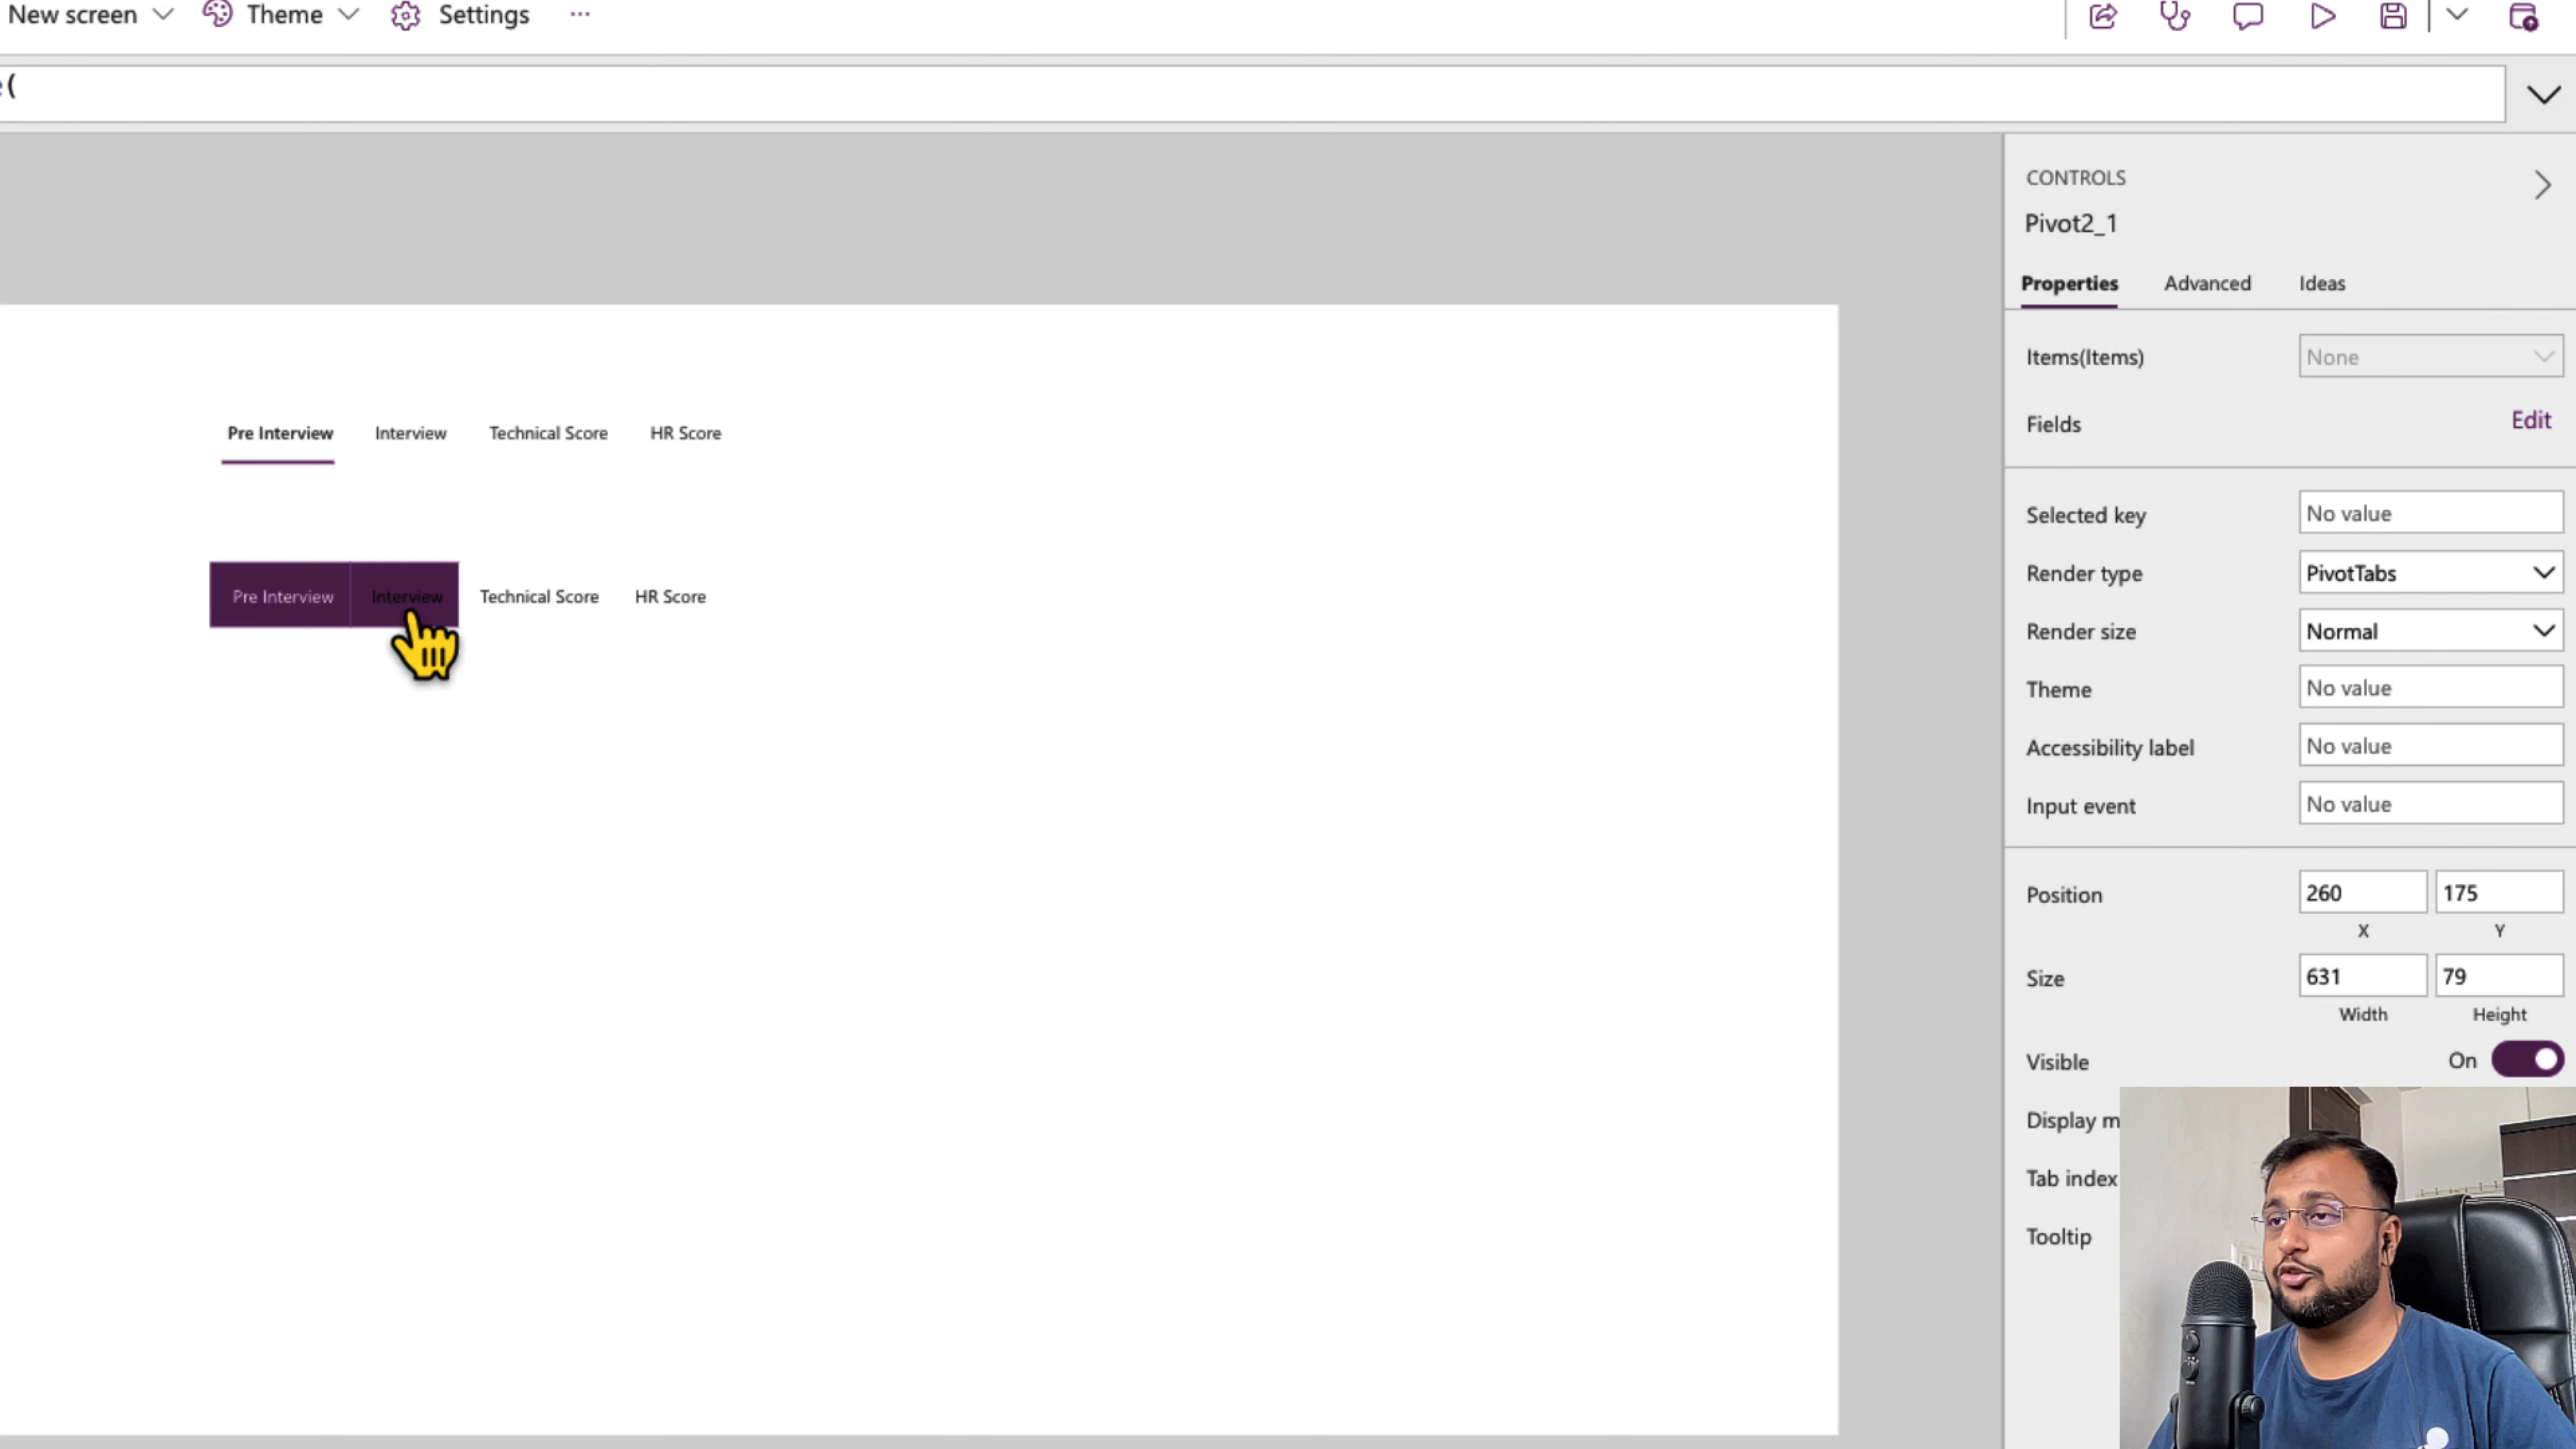 New screen Theme Settings ...
(
CONTROLS
Pivot2_1
Properties Advanced Ideas
Items(Items) None
Fields Edit
Selected key No value
Render type PivotTabs
Render size Normal
Theme No value
Accessibility label No value
Input event No value
Position 260 175
X Y
Size 631 79
Width Height
Visible On
Display m
Tab index
Tooltip
Pre Interview Interview Technical Score HR Score
Pre Interview Interview Technical Score HR Score